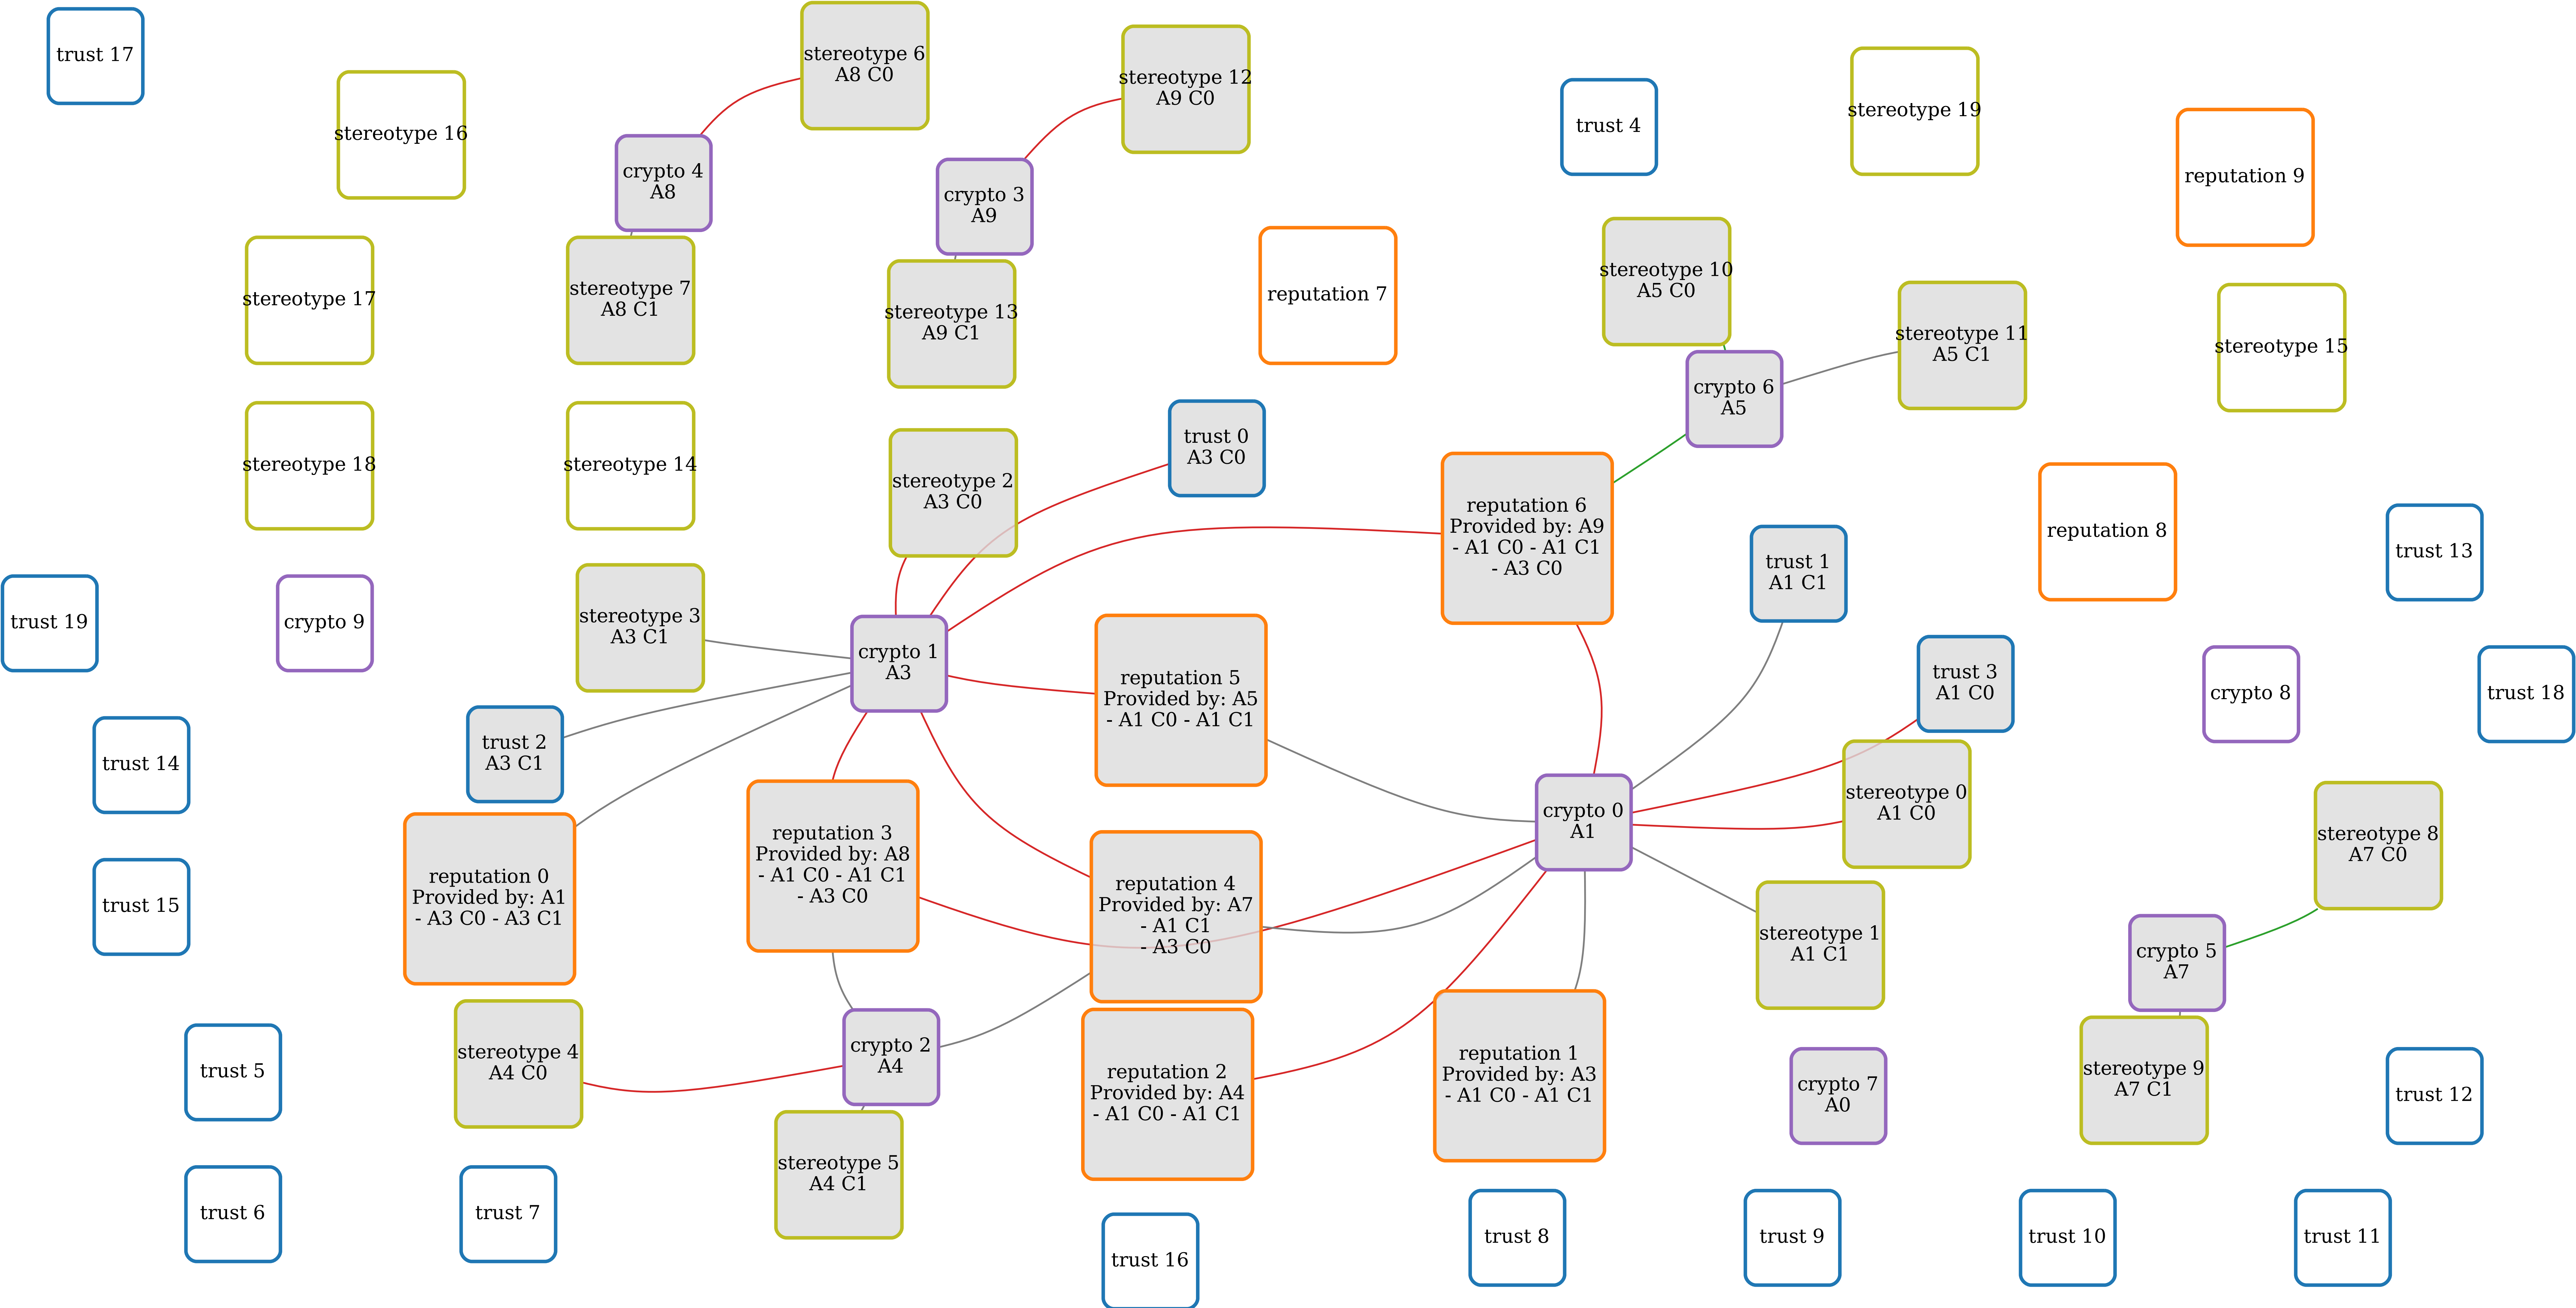 trust 17
stereotype 16
stereotype 6
A8 C0
stereotype 12
A9 C0
trust 4
stereotype 19
reputation 9
crypto 4
A8
crypto 3
A9
stereotype 17
stereotype 7
A8 C1
stereotype 13
A9 C1
reputation 7
stereotype 10
A5 C0
stereotype 11
A5 C1
stereotype 15
crypto 6
A5
stereotype 18
stereotype 14
stereotype 2
A3 C0
trust 0
A3 C0
reputation 6
Provided by: A9
- A1 C0 - A1 C1
- A3 C0
trust 1
A1 C1
reputation 8
trust 13
trust 19
crypto 9
stereotype 3
A3 C1
crypto 1
A3
reputation 5
Provided by: A5
- A1 C0 - A1 C1
trust 3
A1 C0
crypto 8
trust 18
trust 14
trust 2
A3 C1
reputation 3
Provided by: A8
- A1 C0 - A1 C1
- A3 C0
crypto 0
A1
stereotype 0
A1 C0
stereotype 8
A7 C0
trust 15
reputation 0
Provided by: A1
- A3 C0 - A3 C1
reputation 4
Provided by: A7
- A1 C1
- A3 C0
stereotype 1
A1 C1
crypto 5
A7
trust 5
stereotype 4
A4 C0
crypto 2
A4
reputation 2
Provided by: A4
- A1 C0 - A1 C1
reputation 1
Provided by: A3
- A1 C0 - A1 C1
crypto 7
A0
stereotype 9
A7 C1
trust 12
trust 6
trust 7
stereotype 5
A4 C1
trust 16
trust 8
trust 9
trust 10
trust 11